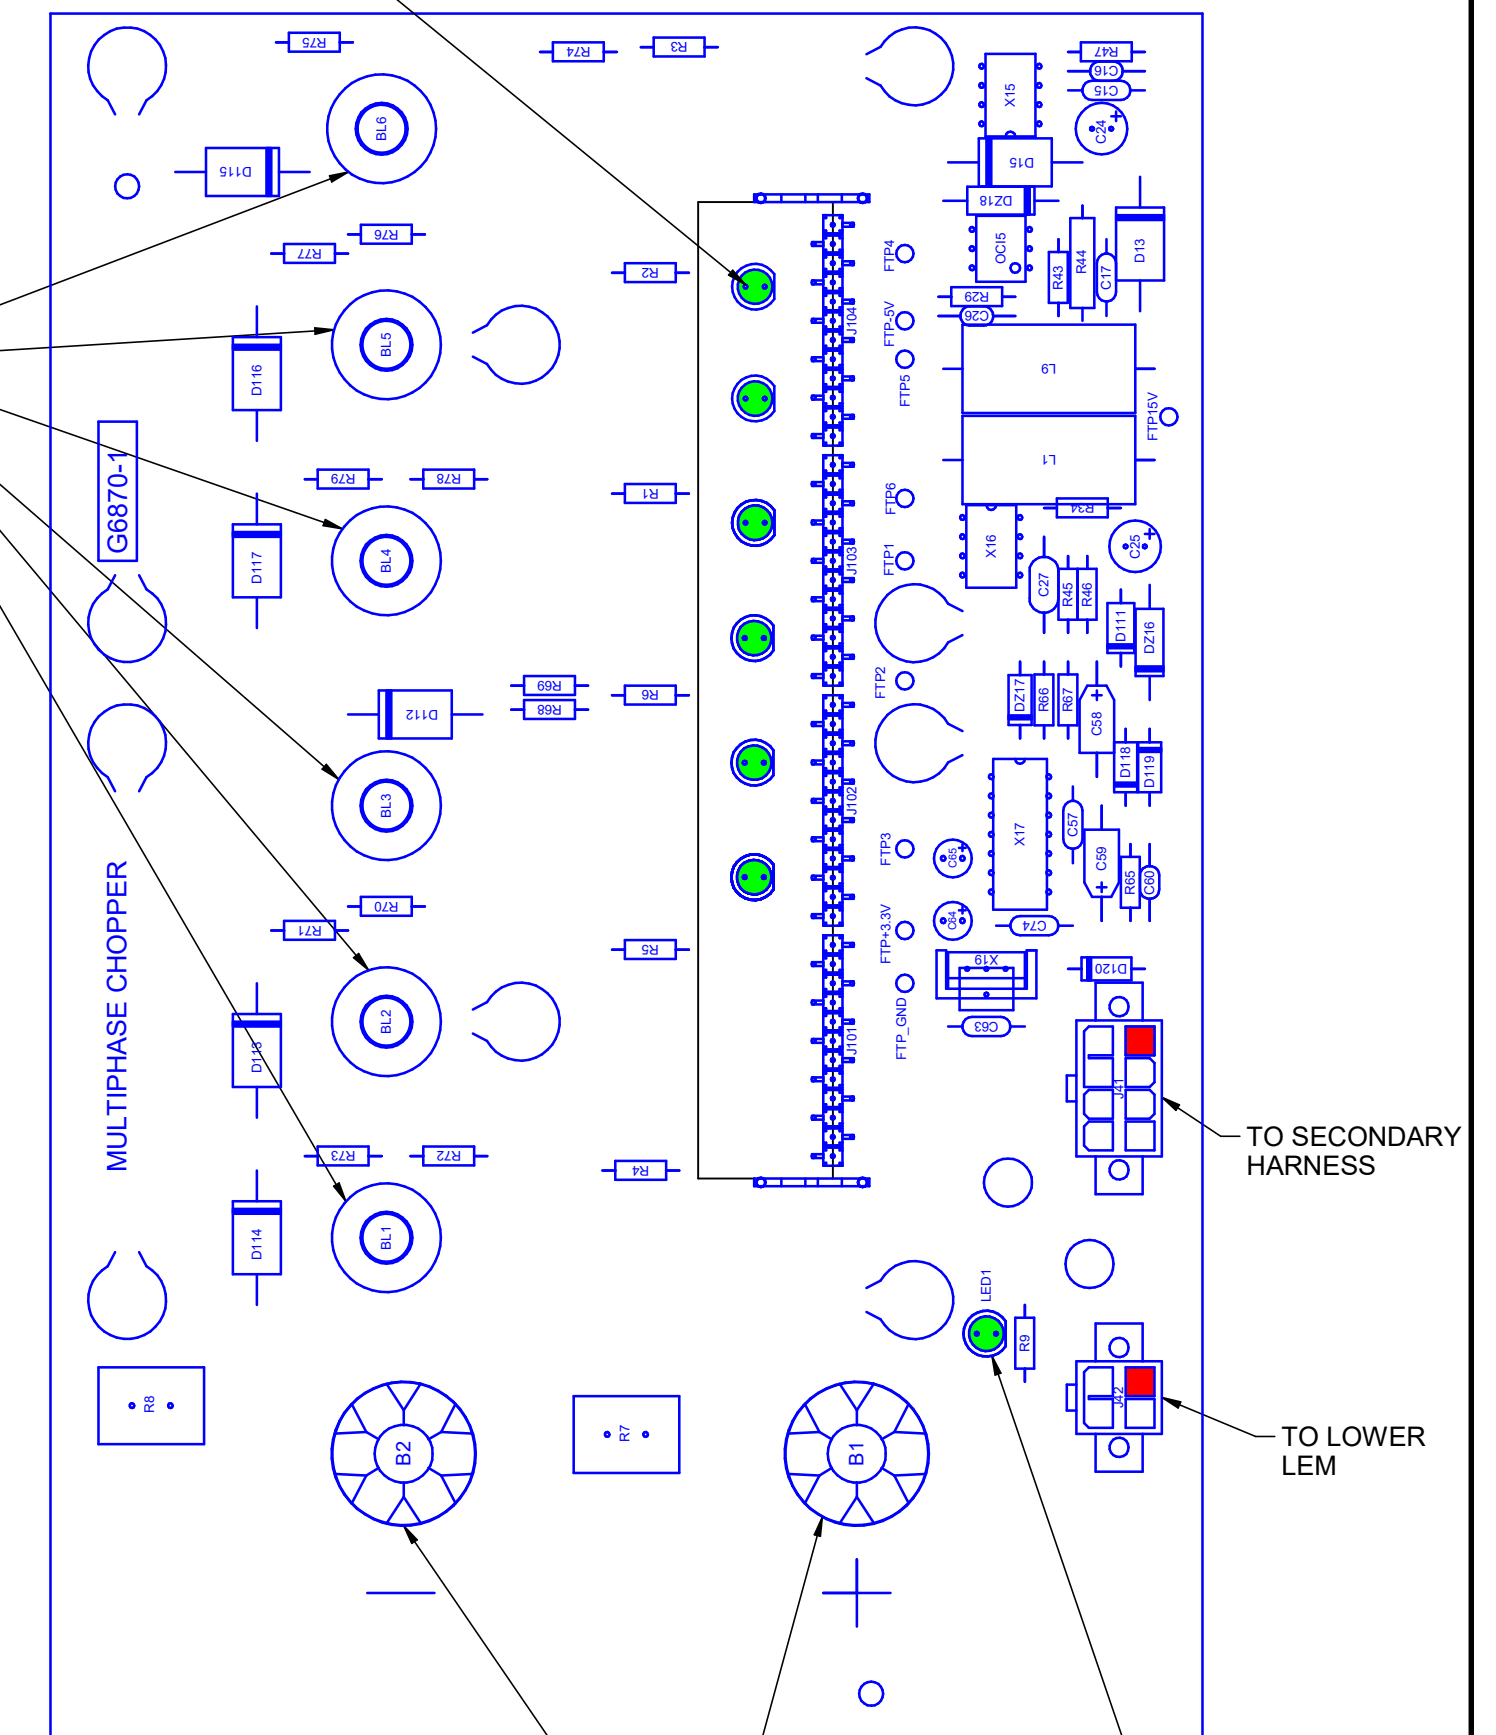 R75
R74
R3
R47
C16
C15
X15
C24
BL6
D115
D15
DZ18
R76
R77
R2
FTP4
OCI5
R43
R44
C17
D13
R29
C26
FTP-5V
J104
BL5
D116
FTP5
L9
FTP15V
L1
G6870-1
R79
R78
R1
FTP6
R34
X16
C25
FTP1
J103
BL4
D117
C27
R45
R46
D111
DZ16
R69
R68
R6
FTP2
D112
DZ17
R66
R67
C58
D118
D119
BL3
J102
FTP3
C65
X17
C57
C59
R65
C60
MULTIPHASE CHOPPER
R70
R71
R5
FTP+3.3V
C64
C74
X19
D120
FTP_GND
C63
BL2
D113
J101
J41
TO SECONDARY
HARNESS
R73
R72
R4
BL1
D114
LED1
R9
R8
R7
J42
B2
B1
TO LOWER
LEM